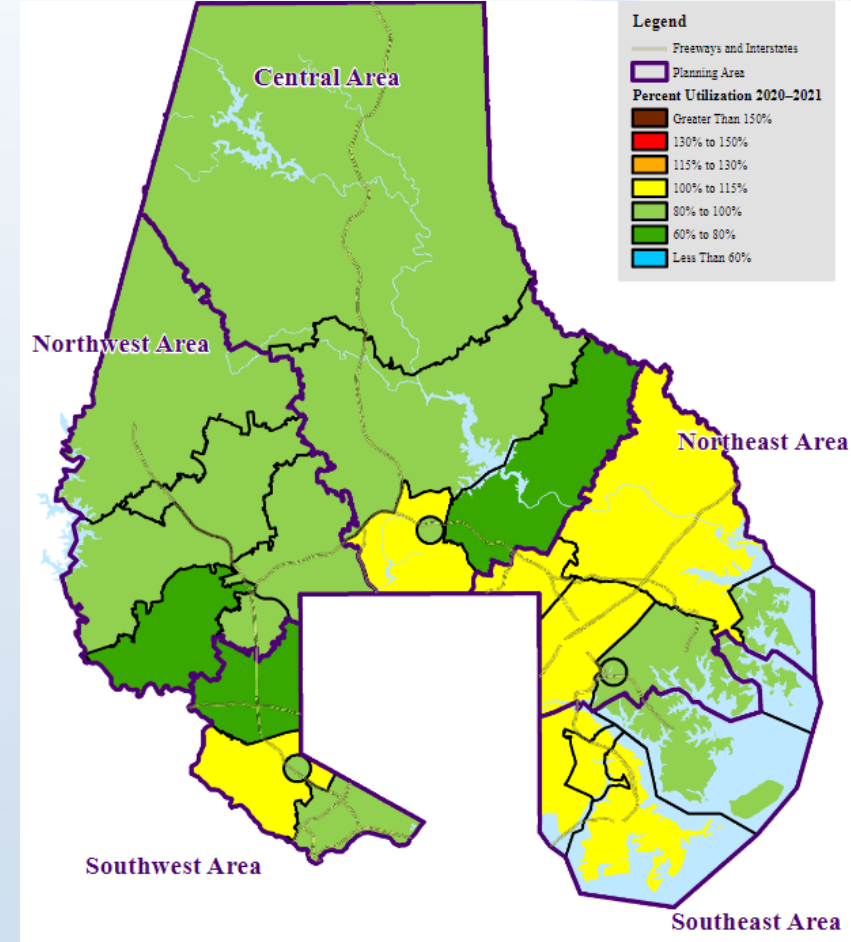 Legend
Freeways and Interstates
Planning Area
Percent Utilization 2020–2021
Greater Than 150%
130% to 150%
115% to 130%
100% to 115%
80% to 100%
60% to 80%
Less Than 60%
Central Area
Northwest Area
Northeast Area
Southwest Area
Southeast Area